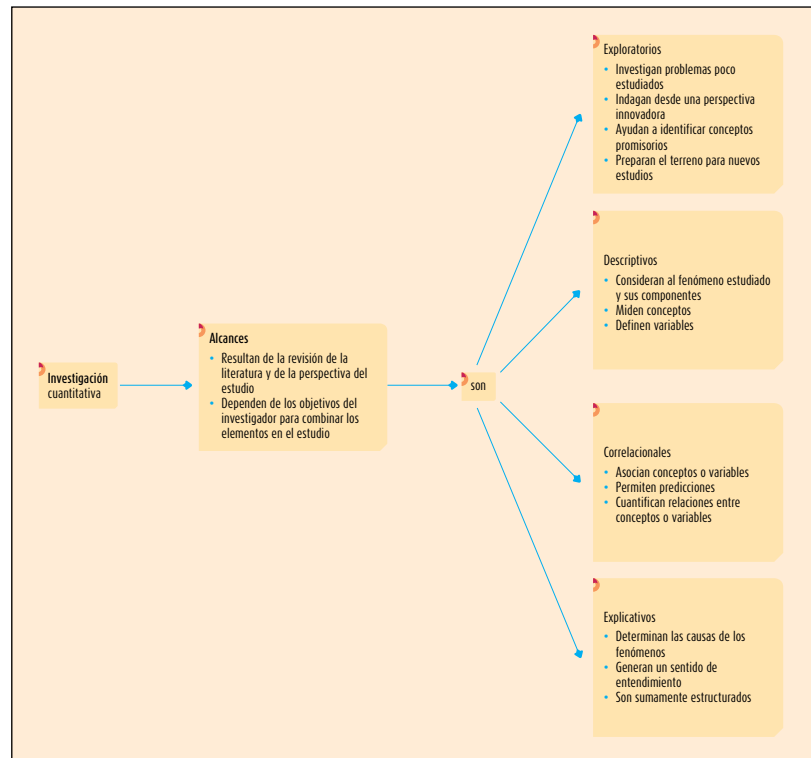 Investigación
cuantitativa
Alcances
• Resultan de la revisión de la
literatura y de la perspectiva del
estudio
• Dependen de los objetivos del
investigador para combinar los
elementos en el estudio
son
Exploratorios
• Investigan problemas poco
estudiados
• Indagan desde una perspectiva
innovadora
• Ayudan a identificar conceptos
promisorios
• Preparan el terreno para nuevos
estudios
Descriptivos
• Consideran al fenómeno estudiado
y sus componentes
• Miden conceptos
• Definen variables
Correlacionales
• Asocian conceptos o variables
• Permiten predicciones
• Cuantifican relaciones entre
conceptos o variables
Explicativos
• Determinan las causas de los
fenómenos
• Generan un sentido de
entendimiento
• Son sumamente estructurados